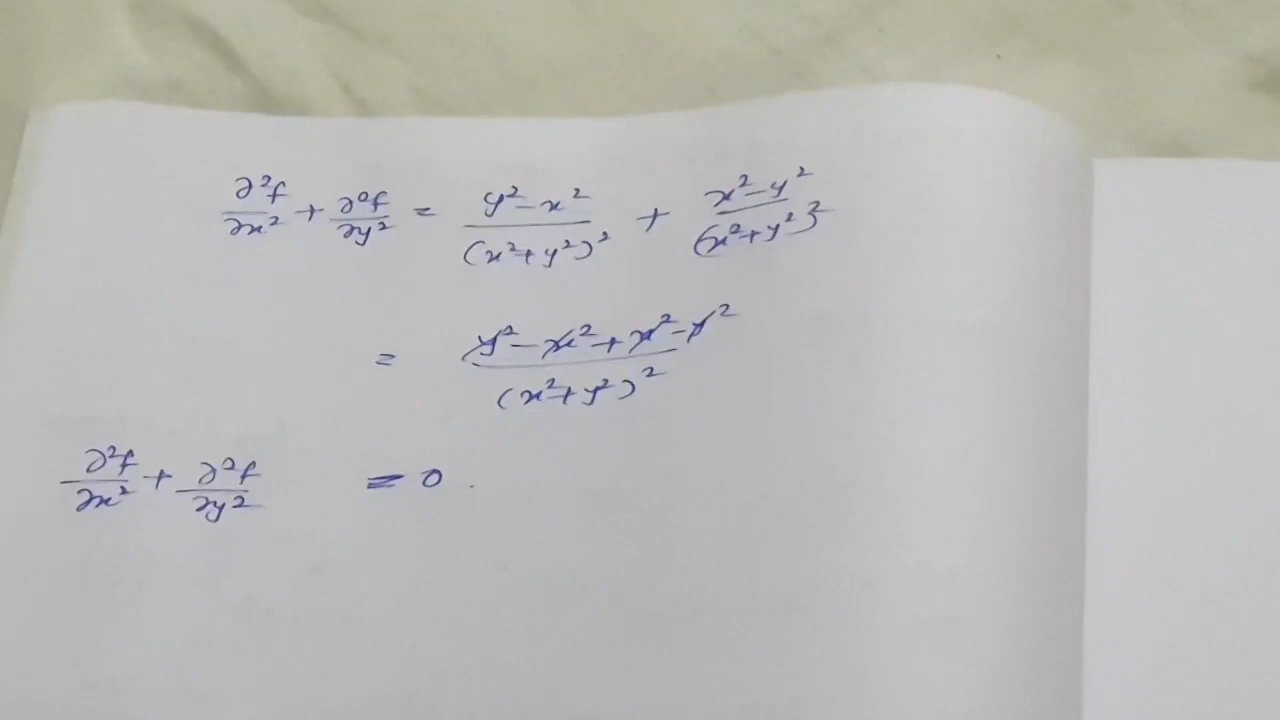 ∂²f/∂x² + ∂²f/∂y² = y²-x²/(x²+y²)² + x²-y²/(x²+y²)²
= y²-x²+x²-y²/(x²+y²)²
∂²f/∂x² + ∂²f/∂y² = 0.